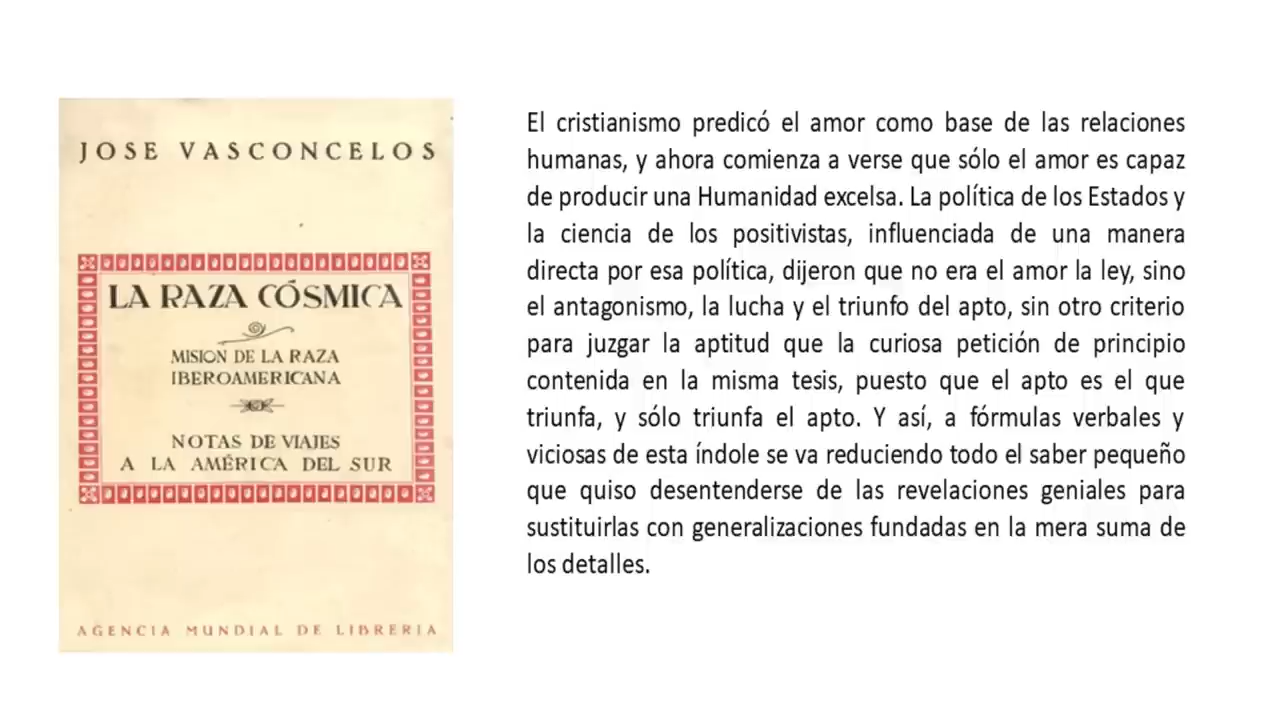 JOSE VASCONCELOS
LA RAZA CÓSMICA
MISION DE LA RAZA
IBEROAMERICANA
NOTAS DE VIAJES
A LA AMÉRICA DEL SUR
AGENCIA MUNDIAL DE LIBRERIA
El cristianismo predicó el amor como base de las relaciones
humanas, y ahora comienza a verse que sólo el amor es capaz
de producir una Humanidad excelsa. La política de los Estados y
la ciencia de los positivistas, influenciada de una manera
directa por esa política, dijeron que no era el amor la ley, sino
el antagonismo, la lucha y el triunfo del apto, sin otro criterio
para juzgar la aptitud que la curiosa petición de principio
contenida en la misma tesis, puesto que el apto es el que
triunfa, y sólo triunfa el apto. Y así, a fórmulas verbales y
viciosas de esta índole se va reduciendo todo el saber pequeño
que quiso desentenderse de las revelaciones geniales para
sustituirlas con generalizaciones fundadas en la mera suma de
los detalles.